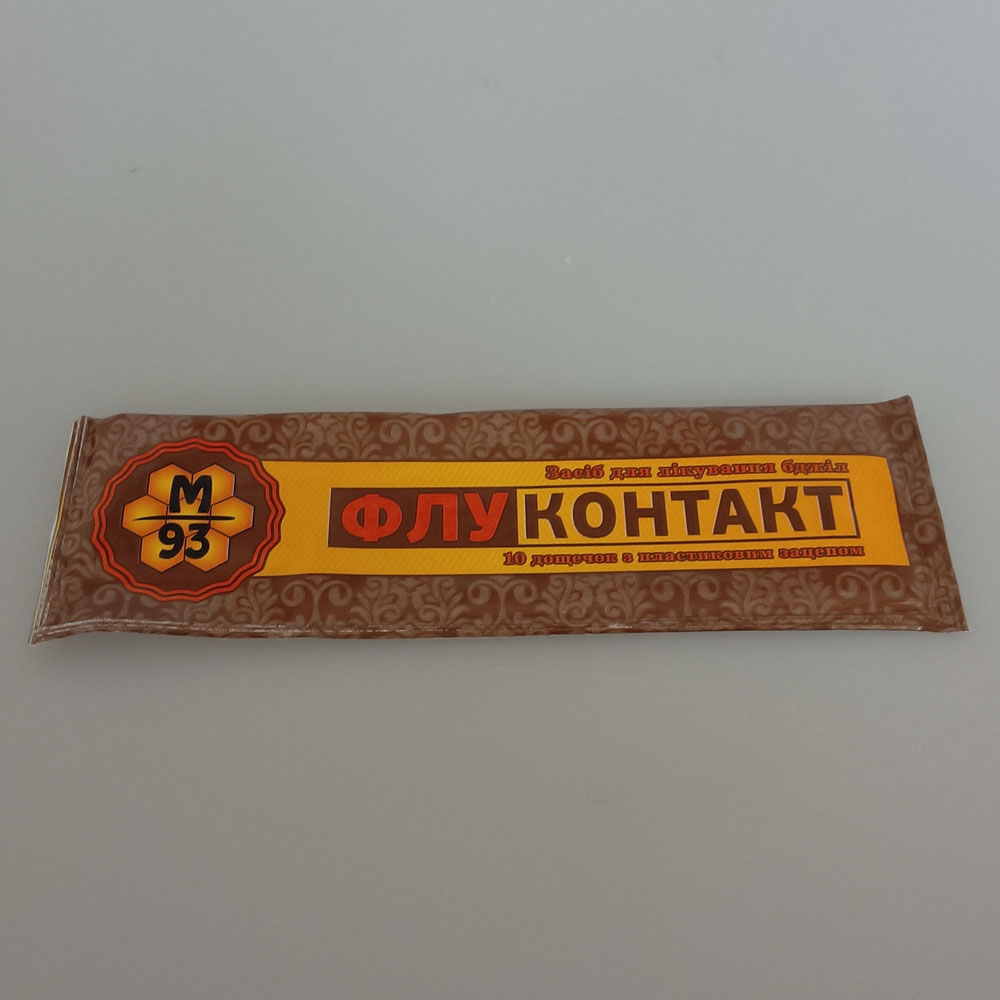 М
93
Засіб для лікування бджіл
ФЛУКОНТАКТ
10 дощечок з пластиковим зацепом